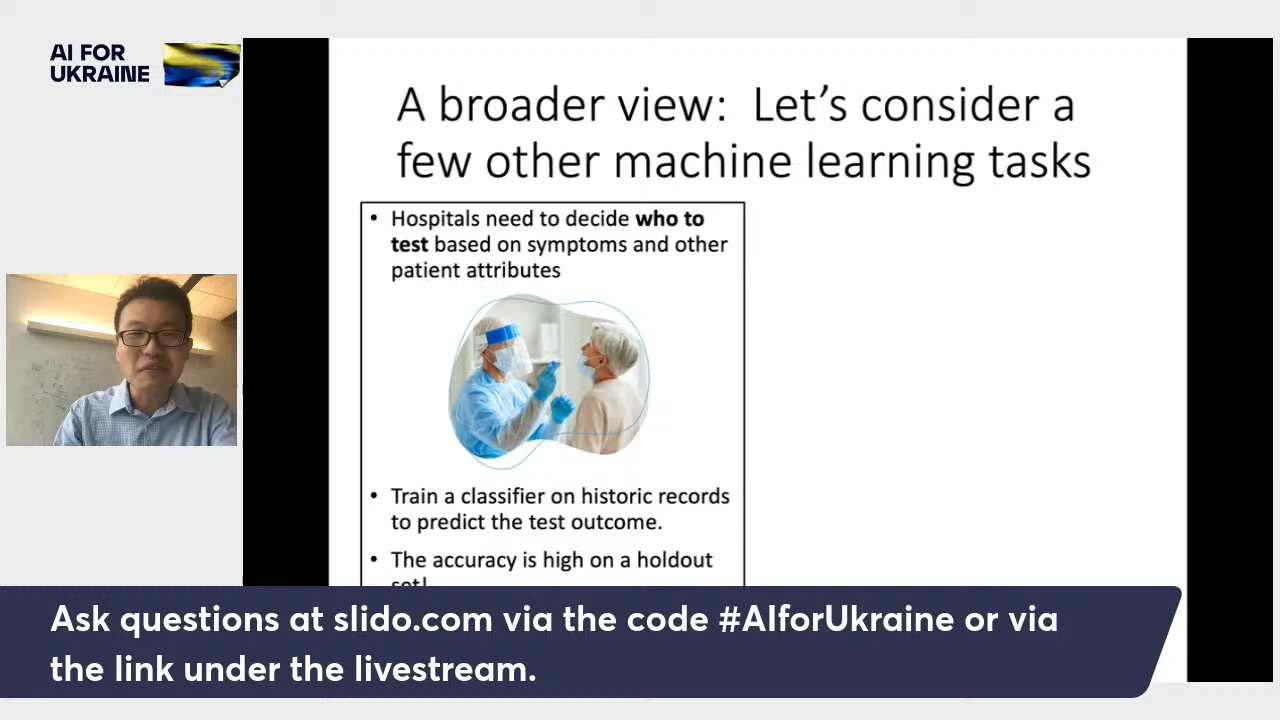 AI FOR
UKRAINE
A broader view: Let’s consider a
few other machine learning tasks
• Hospitals need to decide who to
test based on symptoms and other
patient attributes
• Train a classifier on historic records
to predict the test outcome.
• The accuracy is high on a holdout
set!
Ask questions at slido.com via the code #AIforUkraine or via
the link under the livestream.